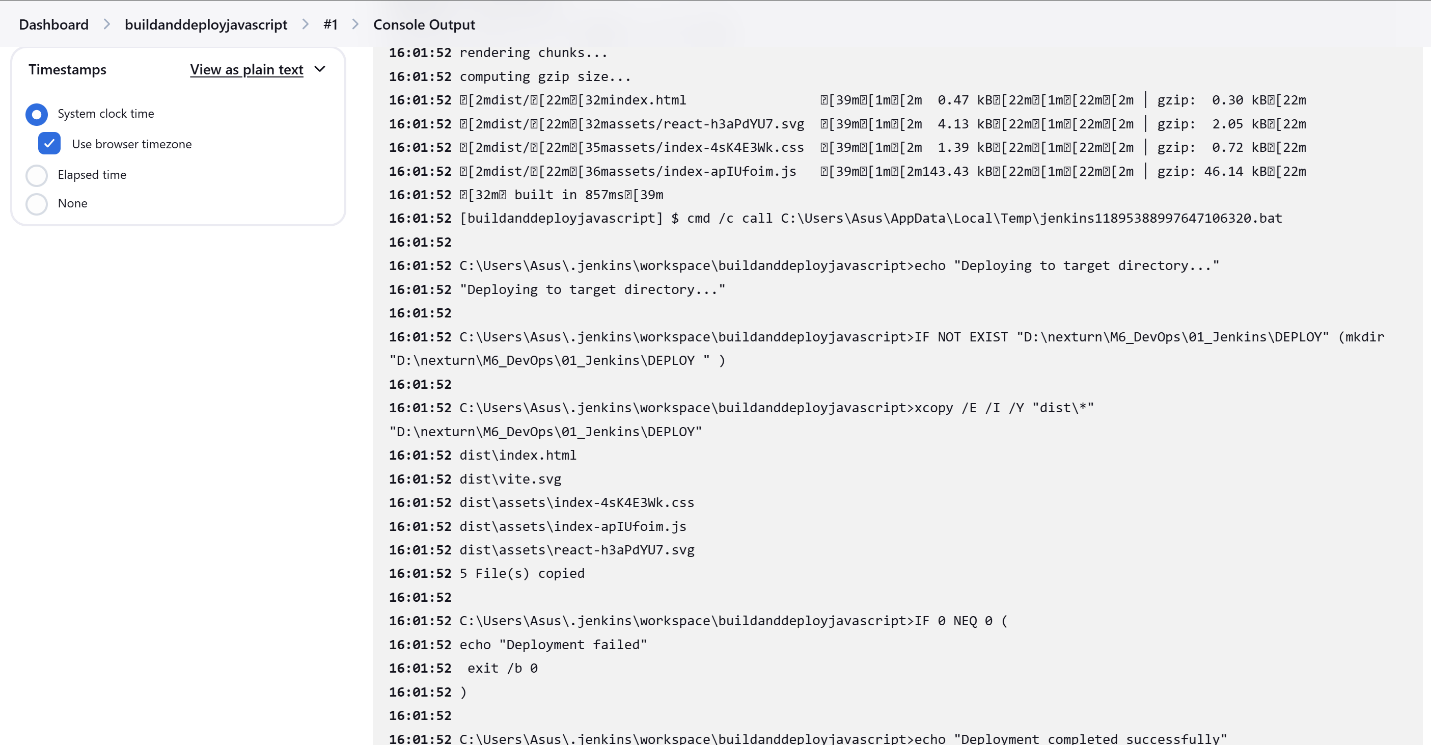 Dashboard > buildanddeployjavascript > #1 > Console Output
Timestamps View as plain text
System clock time
Use browser timezone
Elapsed time
None
16:01:52 rendering chunks...
16:01:52 computing gzip size...
16:01:52 ␛[2mdist/␛[22m␛[32mindex.html                 ␛[39m␛[1m␛[2m  0.47 kB␛[22m␛[1m␛[22m␛[2m │ gzip:  0.30 kB␛[22m
16:01:52 ␛[2mdist/␛[22m␛[32massets/react-h3aPdYU7.svg  ␛[39m␛[1m␛[2m  4.13 kB␛[22m␛[1m␛[22m␛[2m │ gzip:  2.05 kB␛[22m
16:01:52 ␛[2mdist/␛[22m␛[35massets/index-4sK4E3Wk.css  ␛[39m␛[1m␛[2m  1.39 kB␛[22m␛[1m␛[22m␛[2m │ gzip:  0.72 kB␛[22m
16:01:52 ␛[2mdist/␛[22m␛[36massets/index-apIUfoim.js   ␛[39m␛[1m␛[2m143.43 kB␛[22m␛[1m␛[22m␛[2m │ gzip: 46.14 kB␛[22m
16:01:52 ␛[32m␛ built in 857ms␛[39m
16:01:52 [buildanddeployjavascript] $ cmd /c call C:\Users\Asus\AppData\Local\Temp\jenkins11895388997647106320.bat
16:01:52
16:01:52 C:\Users\Asus\.jenkins\workspace\buildanddeployjavascript>echo "Deploying to target directory..."
16:01:52 "Deploying to target directory..."
16:01:52
16:01:52 C:\Users\Asus\.jenkins\workspace\buildanddeployjavascript>IF NOT EXIST "D:\nexturn\M6_DevOps\01_Jenkins\DEPLOY" (mkdir
"D:\nexturn\M6_DevOps\01_Jenkins\DEPLOY " )
16:01:52
16:01:52 C:\Users\Asus\.jenkins\workspace\buildanddeployjavascript>xcopy /E /I /Y "dist\*"
"D:\nexturn\M6_DevOps\01_Jenkins\DEPLOY"
16:01:52 dist\index.html
16:01:52 dist\vite.svg
16:01:52 dist\assets\index-4sK4E3Wk.css
16:01:52 dist\assets\index-apIUfoim.js
16:01:52 dist\assets\react-h3aPdYU7.svg
16:01:52 5 File(s) copied
16:01:52
16:01:52 C:\Users\Asus\.jenkins\workspace\buildanddeployjavascript>IF 0 NEQ 0 (
16:01:52 echo "Deployment failed"
16:01:52  exit /b 0
16:01:52 )
16:01:52
16:01:52 C:\Users\Asus\.jenkins\workspace\buildanddeployjavascript>echo "Deployment completed successfully"